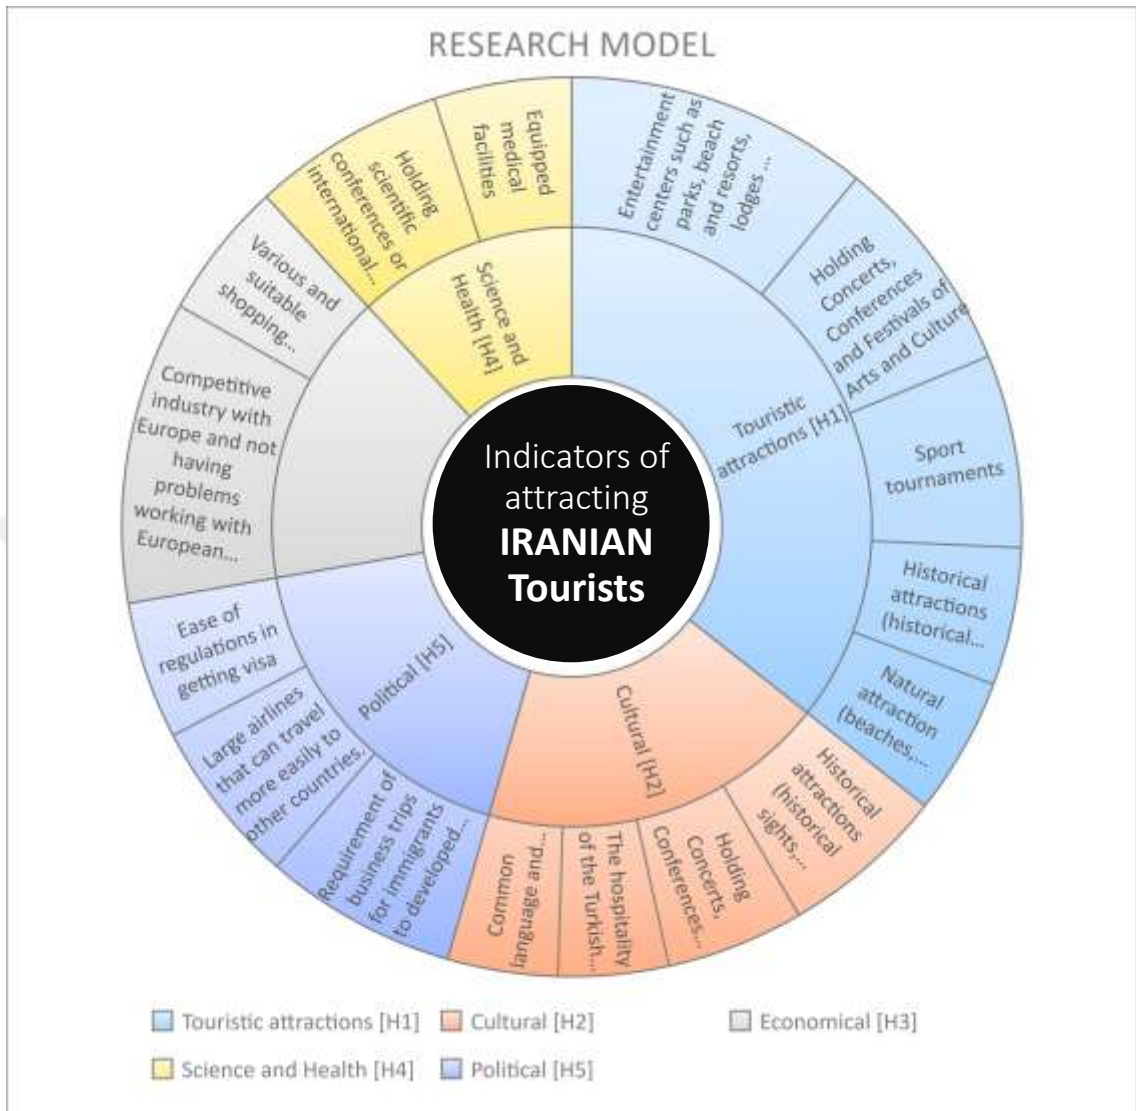 RESEARCH MODEL
Entertainment
centers such as
parks, beach
and resorts,
lodges ...
Holding
Concerts,
Conferences
and Festivals of
Arts and Culture
Sport
tournaments
Historical
attractions
(historical...
Natural
attraction
(beaches,...
Historical
attractions
(historical
sights,...
Holding
Concerts,
Conferences...
The hospitality
of the Turkish...
Common
language and...
Requirement of
business trips
for immigrants
to developed...
Large airlines
that can travel
more easily to
other countries.
Ease of
regulations in
getting visa
Competitive
industry with
Europe and not
having
problems
working with
European...
Various and
suitable
shopping...
Holding
scientific
conferences or
international...
Equipped
medical
facilities
Touristic
attractions [H1]
Cultural [H2]
Political [H5]
Science and
Health [H4]
Indicators of
attracting
IRANIAN
Tourists
Touristic attractions [H1]
Cultural [H2]
Economical [H3]
Science and Health [H4]
Political [H5]